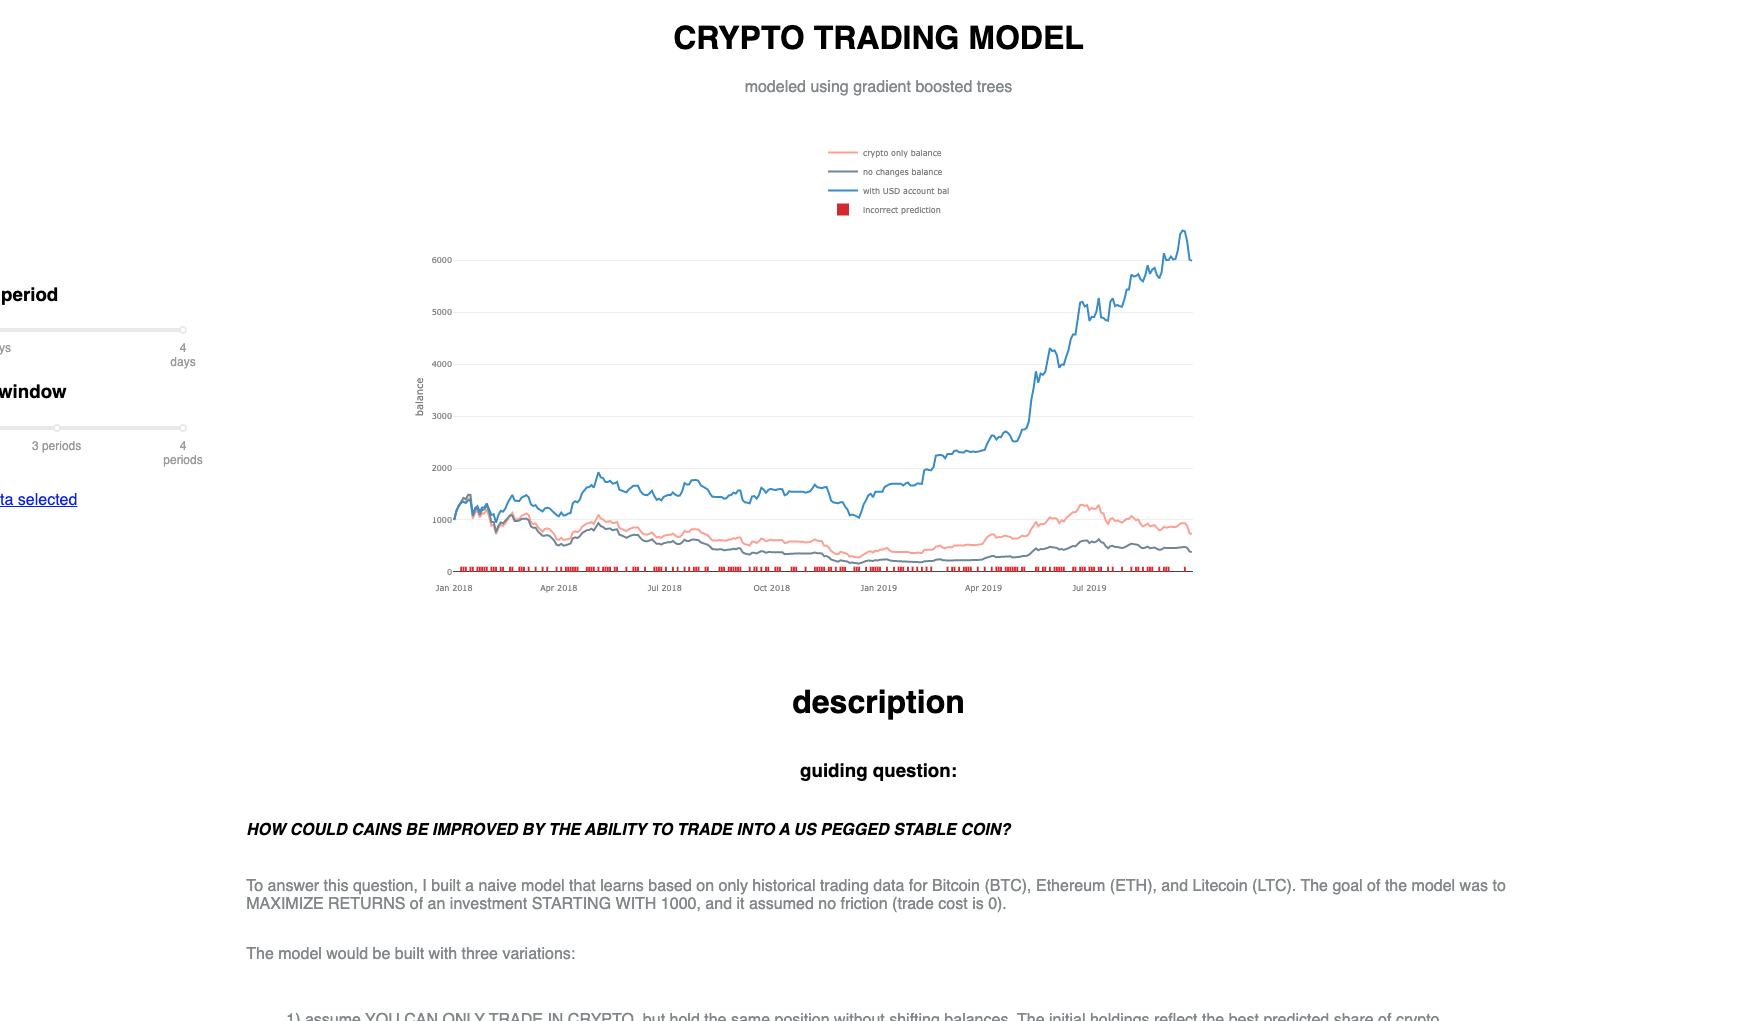 CRYPTO TRADING MODEL
modeled using gradient boosted trees
crypto only balance
no changes balance
with USD account bal
incorrect prediction
period
ys
4
days
window
3 periods
4
periods
ta selected
balance
6000
5000
4000
3000
2000
1000
0
Jan 2018
Apr 2018
Jul 2018
Oct 2018
Jan 2019
Apr 2019
Jul 2019
description
guiding question:
HOW COULD CAINS BE IMPROVED BY THE ABILITY TO TRADE INTO A US PEGGED STABLE COIN?
To answer this question, I built a naive model that learns based on only historical trading data for Bitcoin (BTC), Ethereum (ETH), and Litecoin (LTC). The goal of the model was to
MAXIMIZE RETURNS of an investment STARTING WITH 1000, and it assumed no friction (trade cost is 0).
The model would be built with three variations:
1) assume YOU CAN ONLY TRADE IN CRYPTO, but hold the same position without shifting balances. The initial holdings reflect the best predicted share of crypto